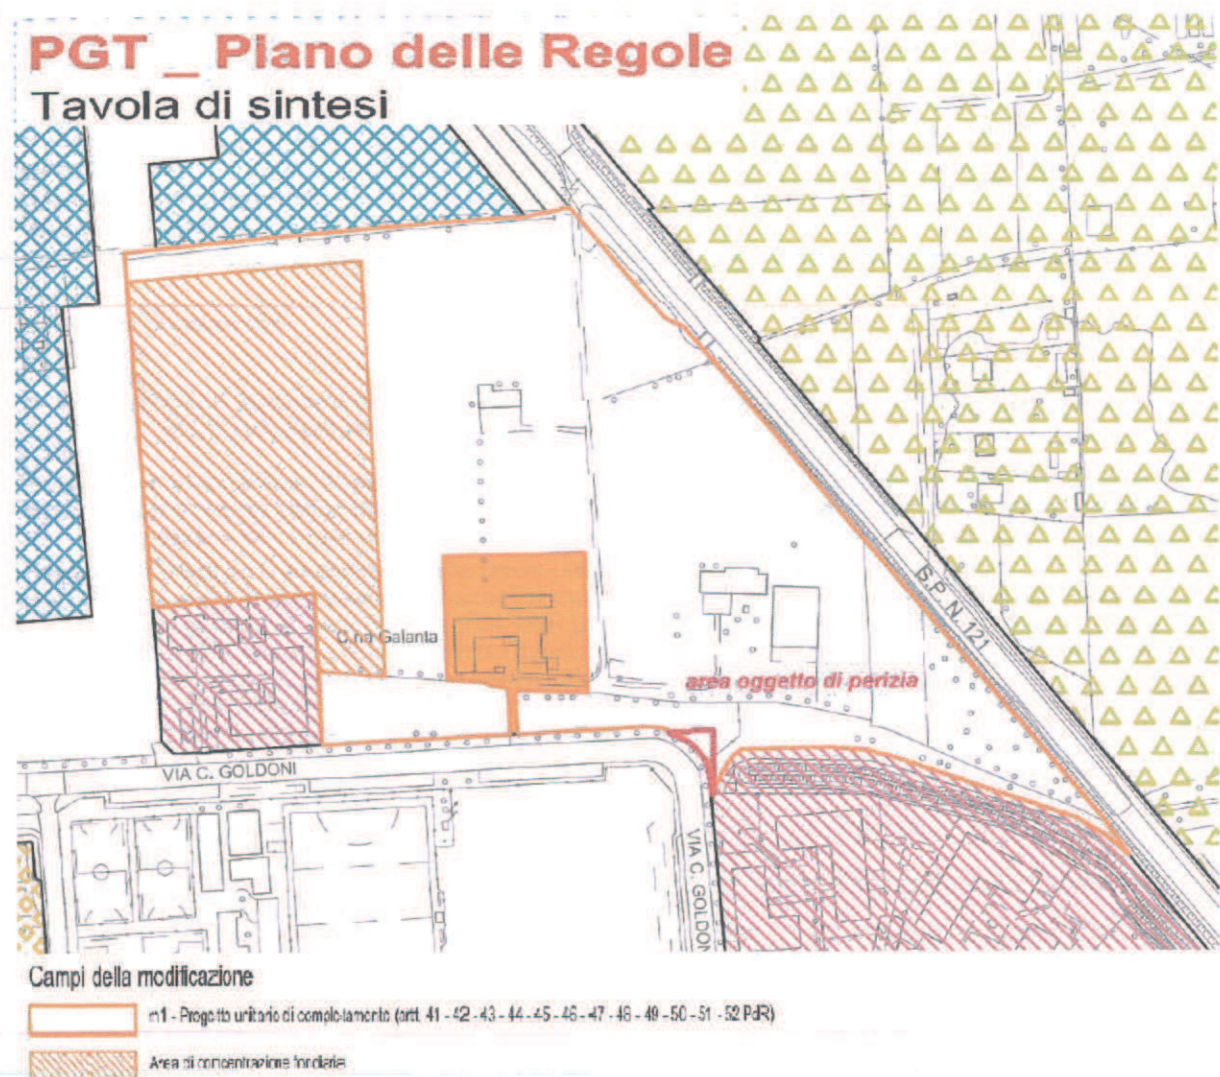 PGT _ Piano delle Regole
Tavola di sintesi
S.P. N. 121
C.na Galanta
area oggetto di perizia
VIA C. GOLDONI
VIA C. GOLDONI
Campi della modificazione
m1 - Progetto unitario di completamento (artt. 41 - 42 - 43 - 44 - 45 - 46 - 47 - 48 - 49 - 50 - 51 - 52 PdR)
Area di concentrazione fondiaria